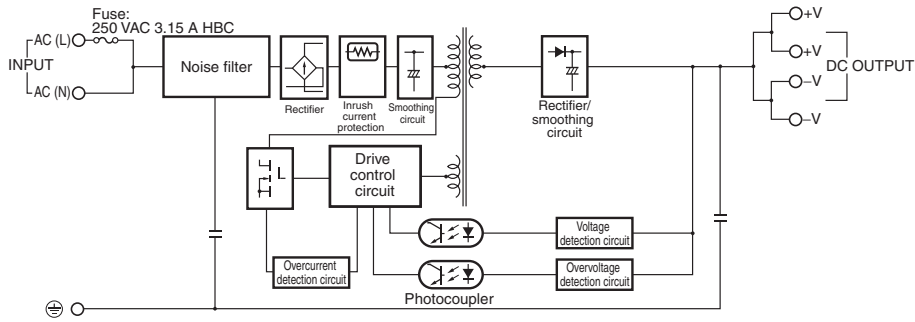 Fuse:
250 VAC 3.15 A HBC
AC (L)
INPUT
AC (N)
Noise filter
Rectifier
Inrush
current
protection
Smoothing
circuit
Rectifier/
smoothing
circuit
+V
+V
DC OUTPUT
−V
−V
Drive
control
circuit
Voltage
detection circuit
Overcurrent
detection circuit
Overvoltage
detection circuit
Photocoupler